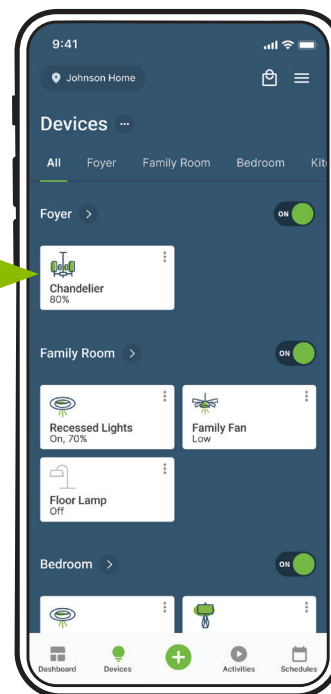 9:41
Johnson Home
Devices
All Foyer Family Room Bedroom Kit
Foyer
ON
Chandelier
80%
Family Room
ON
Recessed Lights
On, 70%
Family Fan
Low
Floor Lamp
Off
Bedroom
ON
Dashboard Devices Activities Schedules